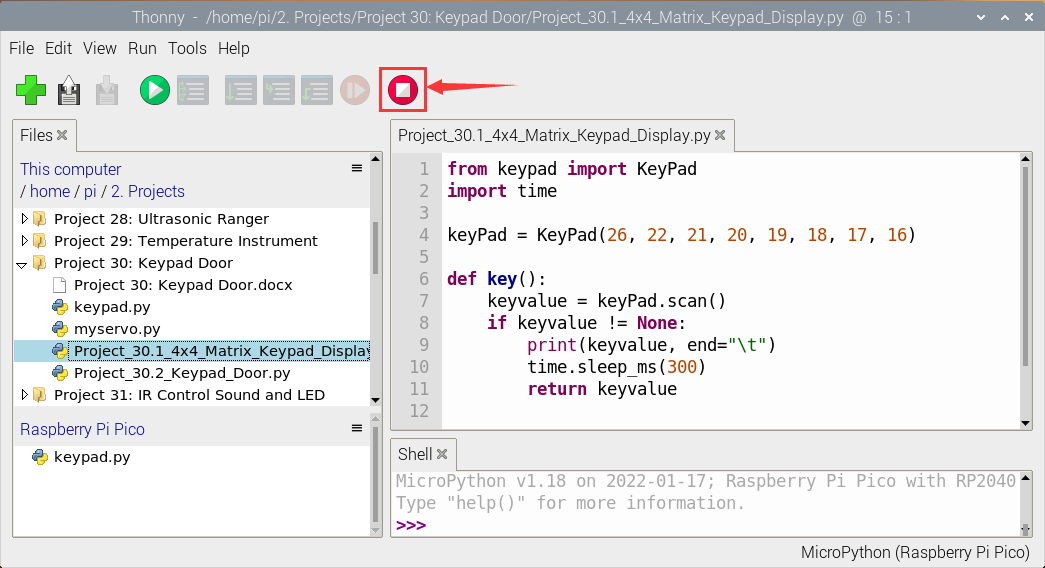 Thonny - /home/pi/2. Projects/Project 30: Keypad Door/Project_30.1_4x4_Matrix_Keypad_Display.py @ 15 : 1
File Edit View Run Tools Help
Files
This computer
/ home / pi / 2. Projects
Project 28: Ultrasonic Ranger
Project 29: Temperature Instrument
Project 30: Keypad Door
Project 30: Keypad Door.docx
keypad.py
myservo.py
Project_30.1_4x4_Matrix_Keypad_Display
Project_30.2_Keypad_Door.py
Project 31: IR Control Sound and LED
Raspberry Pi Pico
keypad.py
Project_30.1_4x4_Matrix_Keypad_Display.py
1 from keypad import KeyPad
2 import time
3
4 keyPad = KeyPad(26, 22, 21, 20, 19, 18, 17, 16)
5
6 def key():
7     keyvalue = keyPad.scan()
8     if keyvalue != None:
9         print(keyvalue, end="\t")
10         time.sleep_ms(300)
11         return keyvalue
12
Shell
MicroPython v1.18 on 2022-01-17; Raspberry Pi Pico with RP2040
Type "help()" for more information.
>>>
MicroPython (Raspberry Pi Pico)